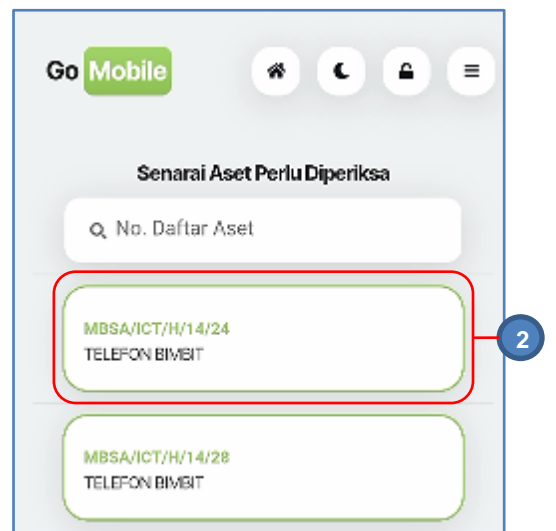 Go Mobile
Senarai Aset Perlu Diperiksa
No. Daftar Aset
MBSA/ICT/H/14/24
TELEFON BIMBIT
2
MBSA/ICT/H/14/28
TELEFON BIMBIT